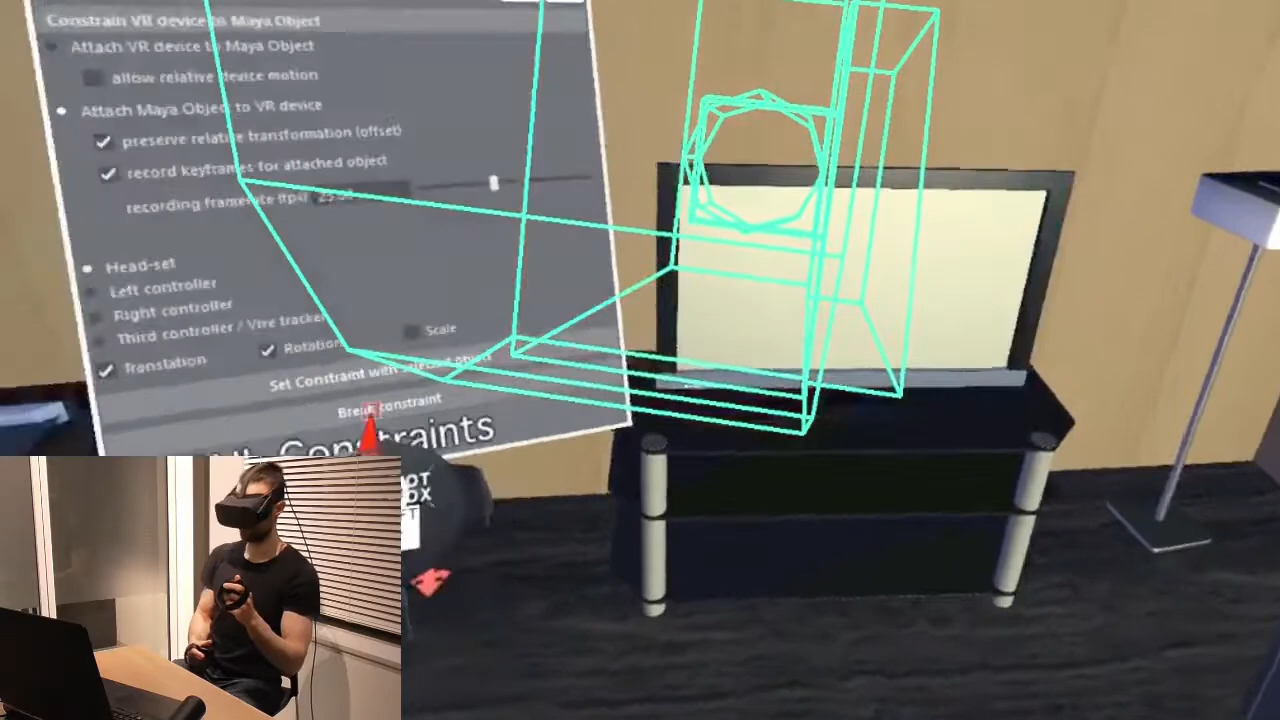 Constrain VR device to Maya Object
Attach VR device to Maya Object
allow relative device motion
Attach Maya Object to VR device
preserve relative transformation (offset)
record keyframes for attached object
recording framerate (fps)
Head-set
Left controller
Right controller
Third controller / Vive tracker
Translation
Rotation
Scale
Set Constraint with selected object
Break constraint
Constraints